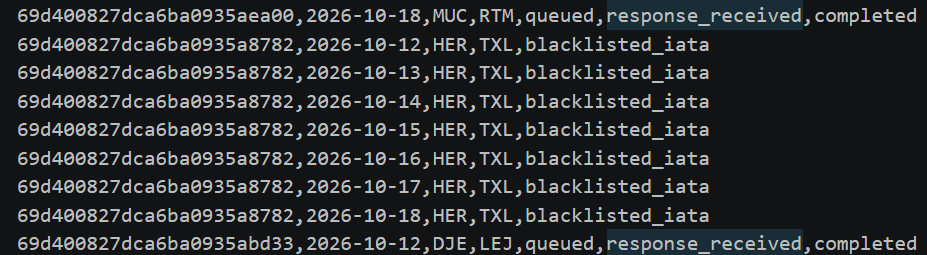 69d400827dca6ba0935aea00,2026-10-18,MUC,RTM,queued,response_received,completed
69d400827dca6ba0935a8782,2026-10-12,HER,TXL,blacklisted_iata
69d400827dca6ba0935a8782,2026-10-13,HER,TXL,blacklisted_iata
69d400827dca6ba0935a8782,2026-10-14,HER,TXL,blacklisted_iata
69d400827dca6ba0935a8782,2026-10-15,HER,TXL,blacklisted_iata
69d400827dca6ba0935a8782,2026-10-16,HER,TXL,blacklisted_iata
69d400827dca6ba0935a8782,2026-10-17,HER,TXL,blacklisted_iata
69d400827dca6ba0935a8782,2026-10-18,HER,TXL,blacklisted_iata
69d400827dca6ba0935abd33,2026-10-12,DJE,LEJ,queued,response_received,completed